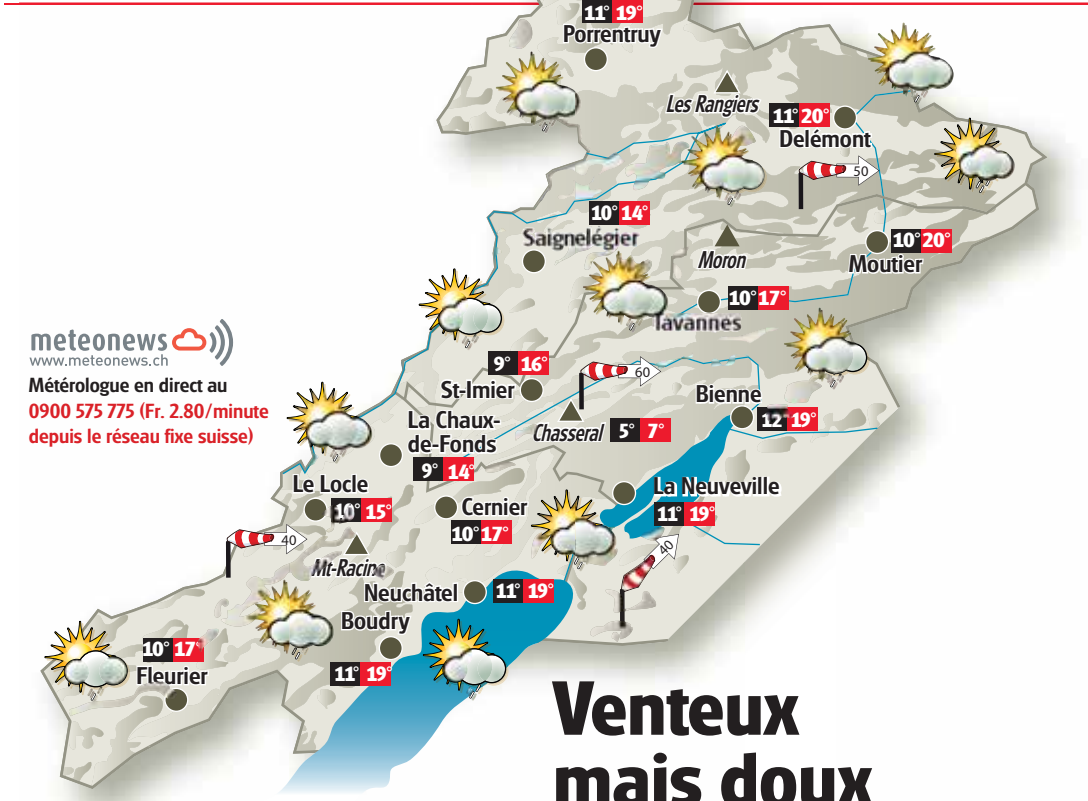 11° 19°
Porrentruy
Les Rangiers
11° 20°
Delémont
50
10° 14°
Saignelégier
Moron
10° 20°
Moutier
10° 17°
Tavannes
meteonews
www.meteonews.ch
Météorologue en direct au
0900 575 775 (Fr. 2.80/minute
depuis le réseau fixe suisse)
9° 16°
St-Imier
60
Chasseral 5° 7°
Bienne
12° 19°
La Chaux-
de-Fonds
9° 14°
Le Locle
10° 15°
Cernier
10° 17°
La Neuveville
11° 19°
40
Mt-Racine
40
Neuchâtel 11° 19°
Boudry
11° 19°
10° 17°
Fleurier
Venteux
mais doux